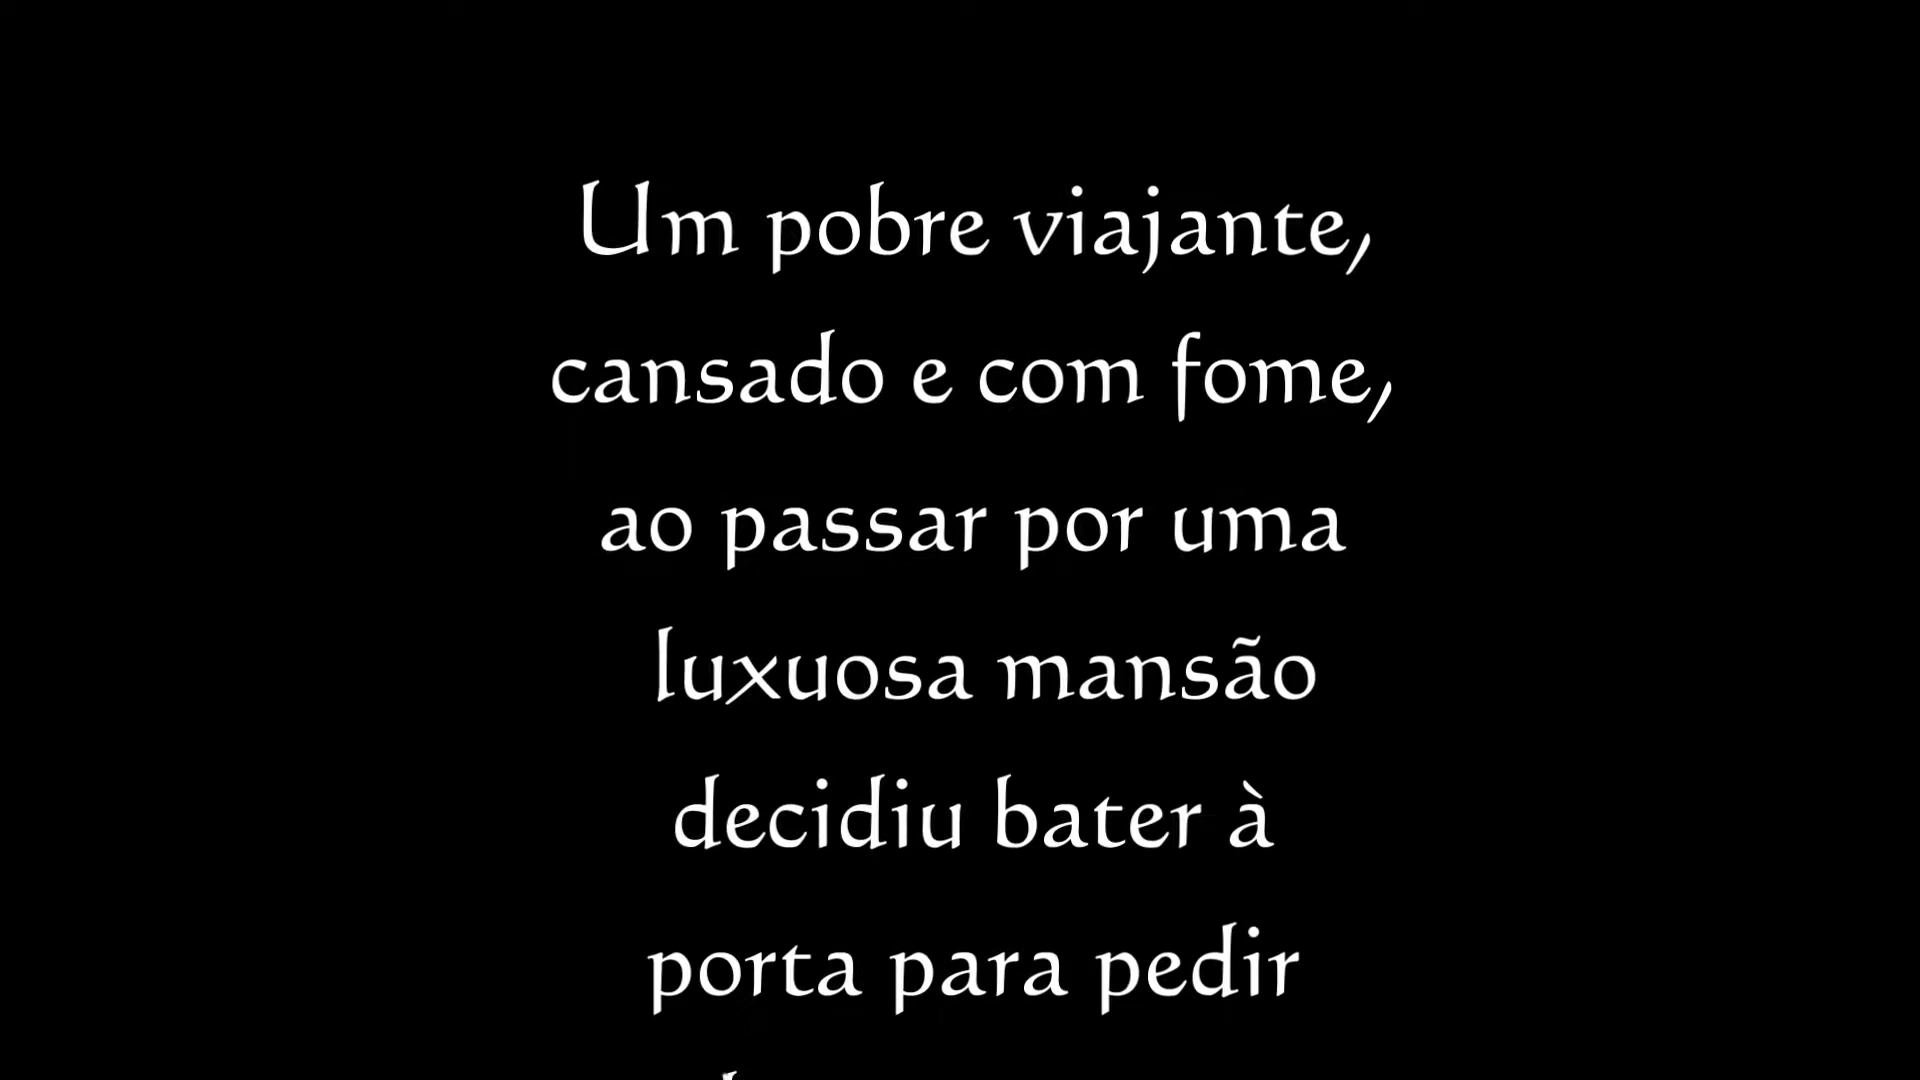 Um pobre viajante,
cansado e com fome,
ao passar por uma
luxuosa mansão
decidiu bater à
porta para pedir